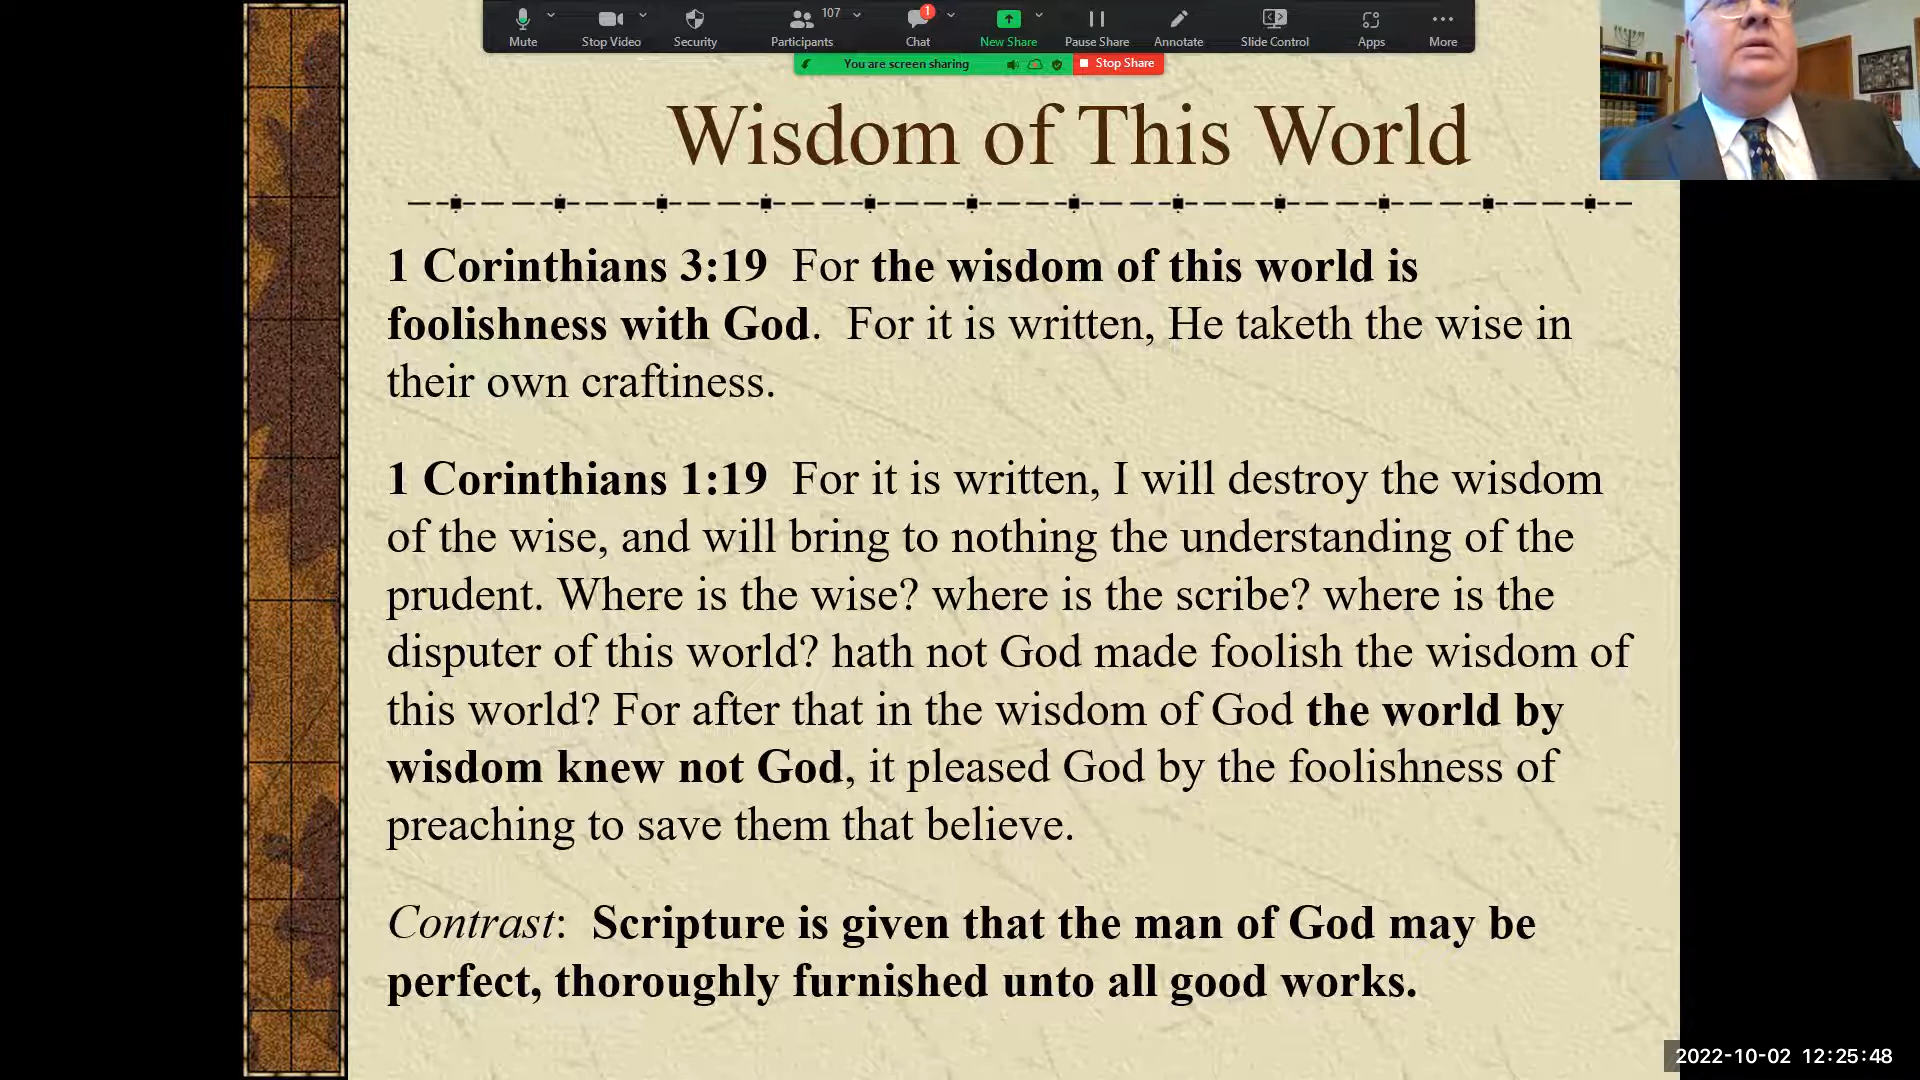 107
1
Mute
Stop Video
Security
Participants
Chat
New Share
Pause Share
Annotate
Slide Control
Apps
More
You are screen sharing
Stop Share
Wisdom of This World
1 Corinthians 3:19 For the wisdom of this world is
foolishness with God. For it is written, He taketh the wise in
their own craftiness.
1 Corinthians 1:19 For it is written, I will destroy the wisdom
of the wise, and will bring to nothing the understanding of the
prudent. Where is the wise? where is the scribe? where is the
disputer of this world? hath not God made foolish the wisdom of
this world? For after that in the wisdom of God the world by
wisdom knew not God, it pleased God by the foolishness of
preaching to save them that believe.
Contrast: Scripture is given that the man of God may be
perfect, thoroughly furnished unto all good works.
2022-10-02 12:25:48